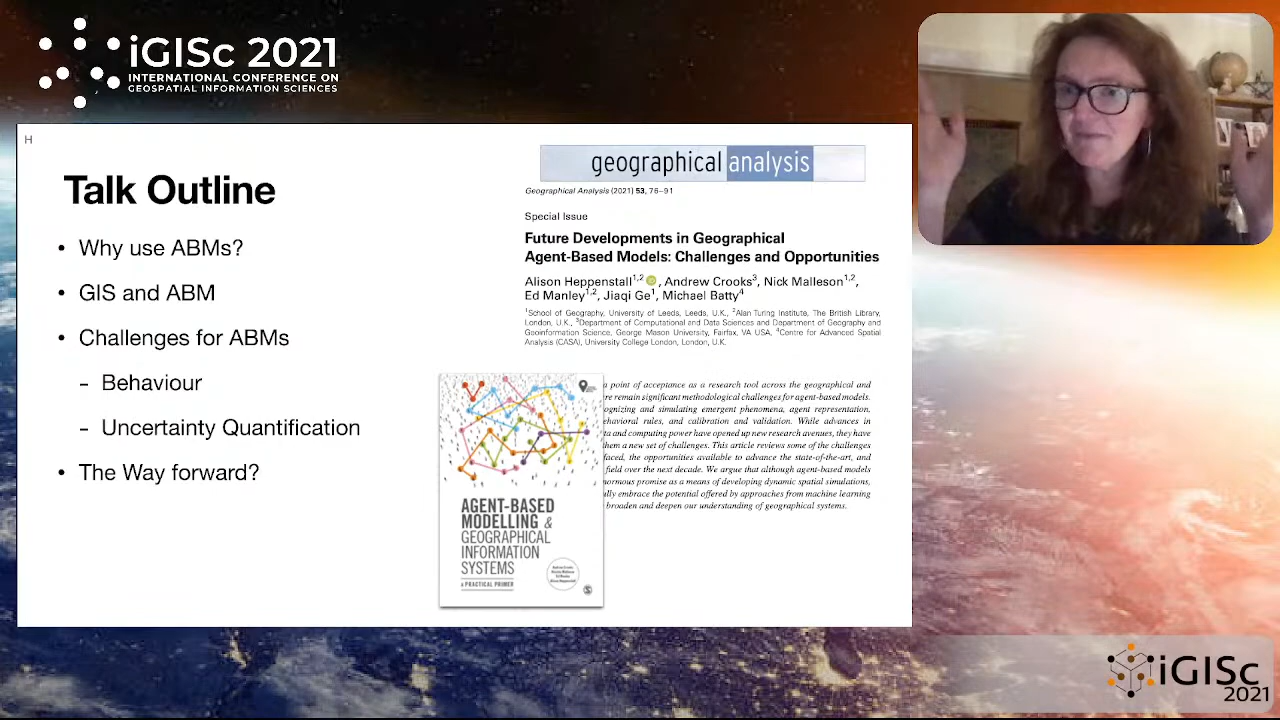 iGISc 2021
INTERNATIONAL CONFERENCE ON
GEOSPATIAL INFORMATION SCIENCES
H
Talk Outline
• Why use ABMs?
• GIS and ABM
• Challenges for ABMs
- Behaviour
- Uncertainty Quantification
• The Way forward?
geographical analysis
Geographical Analysis (2021) 53, 76–91
Special Issue
Future Developments in Geographical
Agent-Based Models: Challenges and Opportunities
Alison Heppenstall1,2, Andrew Crooks3, Nick Malleson1,2,
Ed Manley1,2, Jiaqi Ge1, Michael Batty4
1School of Geography, University of Leeds, Leeds, U.K., 2Alan Turing Institute, The British Library,
London, U.K., 3Department of Computational and Data Sciences and Department of Geography and
Geoinformation Science, George Mason University, Fairfax, VA USA, 4Centre for Advanced Spatial
Analysis (CASA), University College London, London, U.K.
a point of acceptance as a research tool across the geographical and
re remain significant methodological challenges for agent-based models.
ognizing and simulating emergent phenomena, agent representation,
ehavioral rules, and calibration and validation. While advances in
ta and computing power have opened up new research avenues, they have
hem a new set of challenges. This article reviews some of the challenges
faced, the opportunities available to advance the state-of-the-art, and
field over the next decade. We argue that although agent-based models
normous promise as a means of developing dynamic spatial simulations,
lly embrace the potential offered by approaches from machine learning
broaden and deepen our understanding of geographical systems.
AGENT-BASED
MODELLING &
GEOGRAPHICAL
INFORMATION
SYSTEMS
A PRACTICAL PRIMER
iGISc
2021